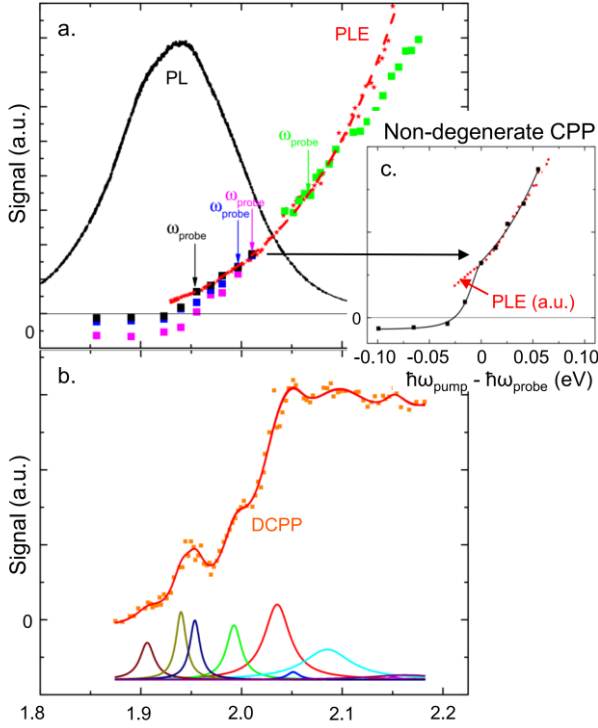 a.
PLE
PL
Signal (a.u.)
ω_probe
Non-degenerate CPP
c.
ω_probe
ω_probe
ω_probe
PLE (a.u.)
0
0
-0.10 -0.05 0 0.05 0.10
ħω_pump - ħω_probe (eV)
b.
Signal (a.u.)
DCPP
0
1.8 1.9 2.0 2.1 2.2